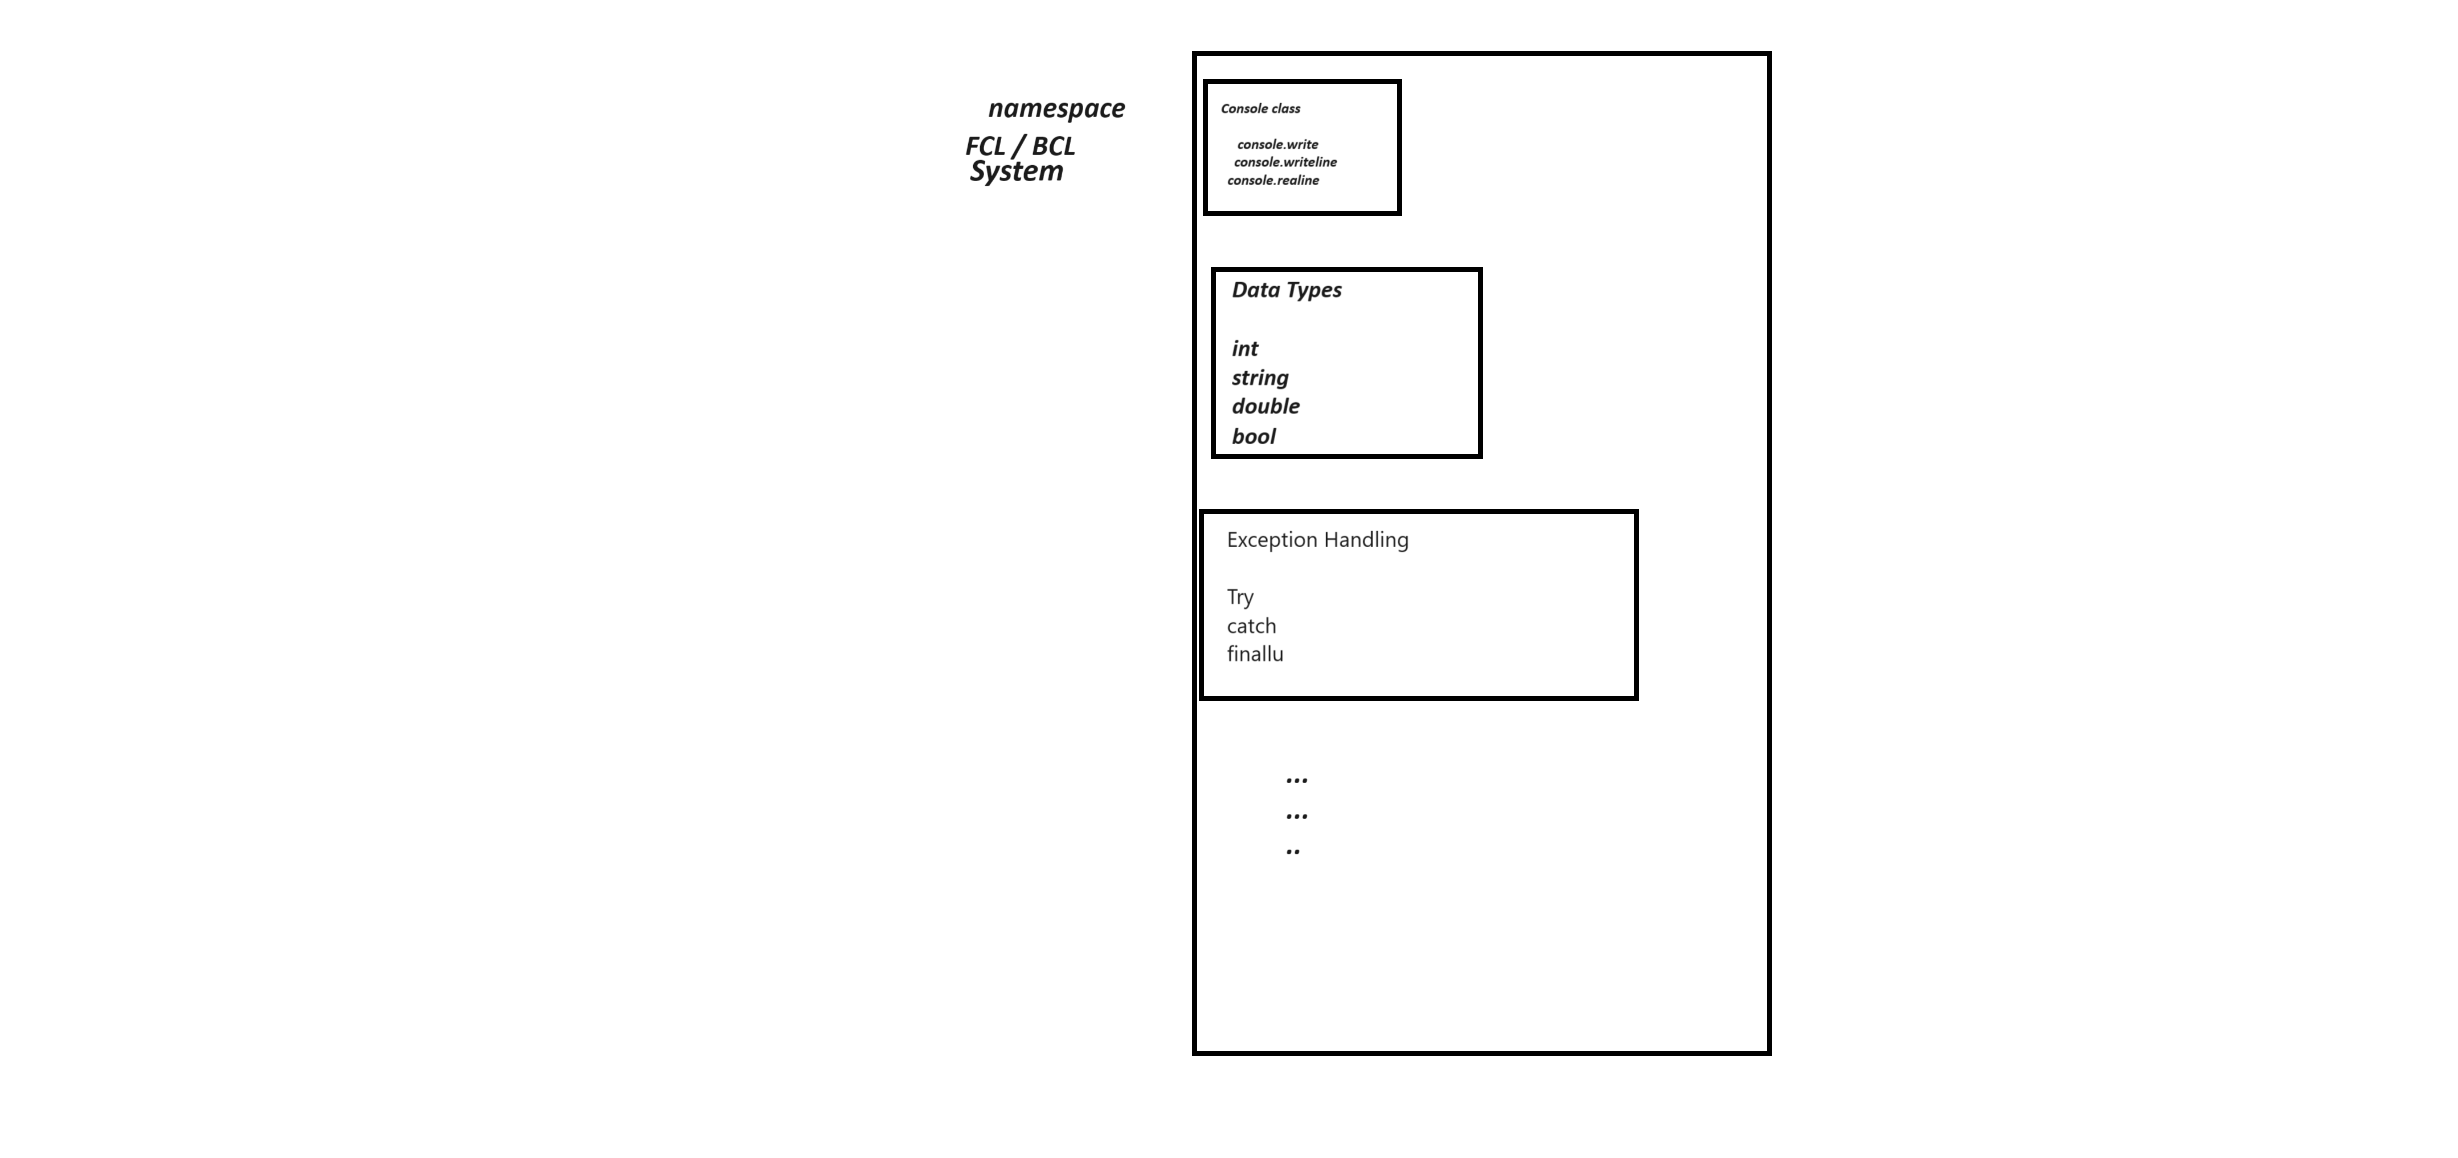 namespace
FCL / BCL
System
Console class
console.write
console.writeline
console.realine
Data Types
int
string
double
bool
Exception Handling
Try
catch
finallu
...
...
..